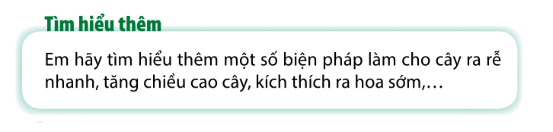 Tìm hiểu thêm
Em hãy tìm hiểu thêm một số biện pháp làm cho cây ra rễ
nhanh, tăng chiều cao cây, kích thích ra hoa sớm,…